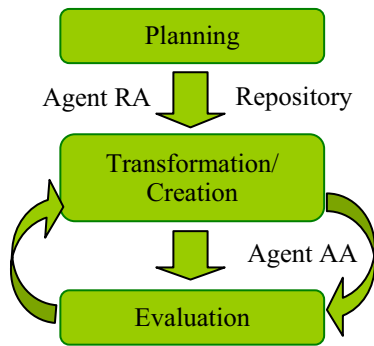 Planning
Agent RA Repository
Transformation/
Creation
Agent AA
Evaluation